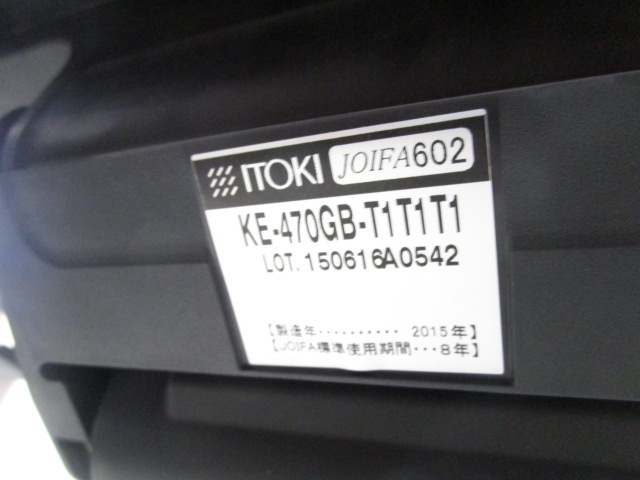 ITOKI JOIFA602
KE-470GB-T1T1T1
LOT. 150616A0542
【製造年・・・・・・・・・・ 2015年】
【JOIFA標準使用期間・・・8年】